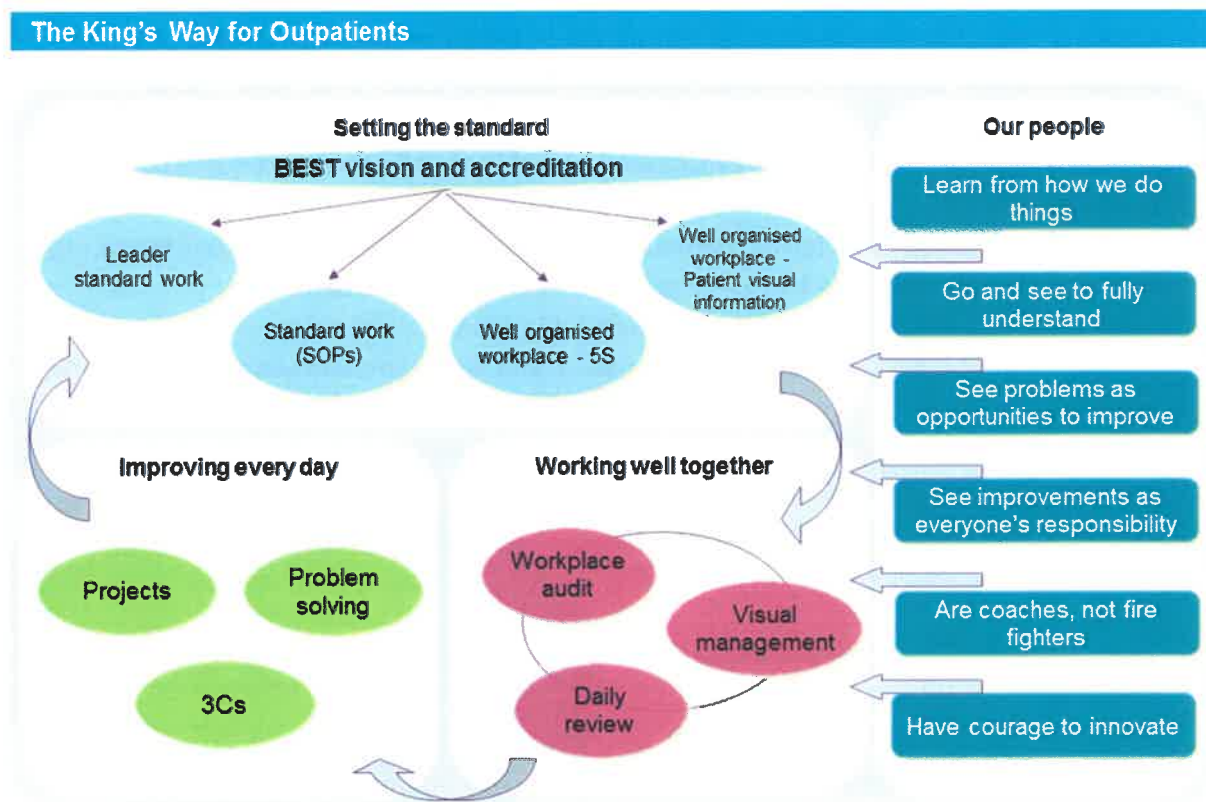 The King's Way for Outpatients
Setting the standard
BEST vision and accreditation
Leader
standard work
Standard work
(SOPs)
Well organised
workplace - 5S
Well organised
workplace -
Patient visual
information
Improving every day
Projects
Problem
solving
3Cs
Working well together
Workplace
audit
Visual
management
Daily
review
Our people
Learn from how we do
things
Go and see to fully
understand
See problems as
opportunities to improve
See improvements as
everyone's responsibility
Are coaches, not fire
fighters
Have courage to innovate